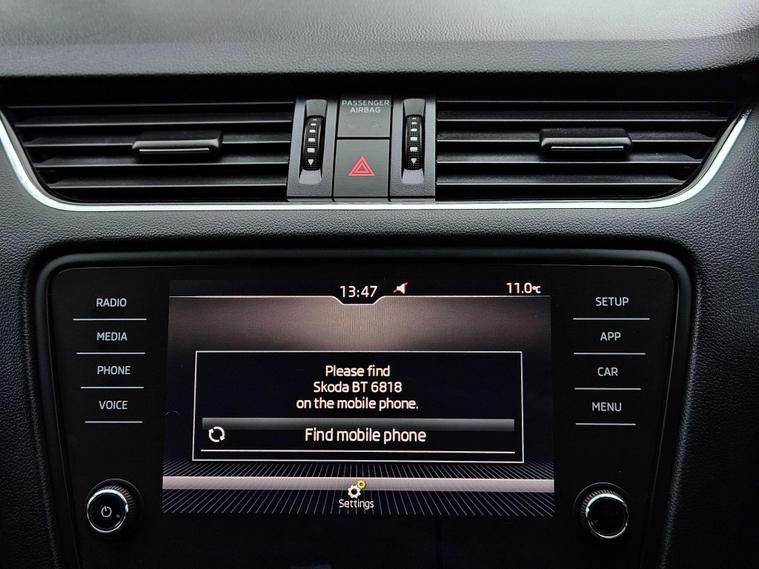 PASSENGER
AIRBAG
13:47
11.0°C
RADIO
MEDIA
PHONE
VOICE
Please find
Skoda BT 6818
on the mobile phone.
Find mobile phone
Settings
SETUP
APP
CAR
MENU